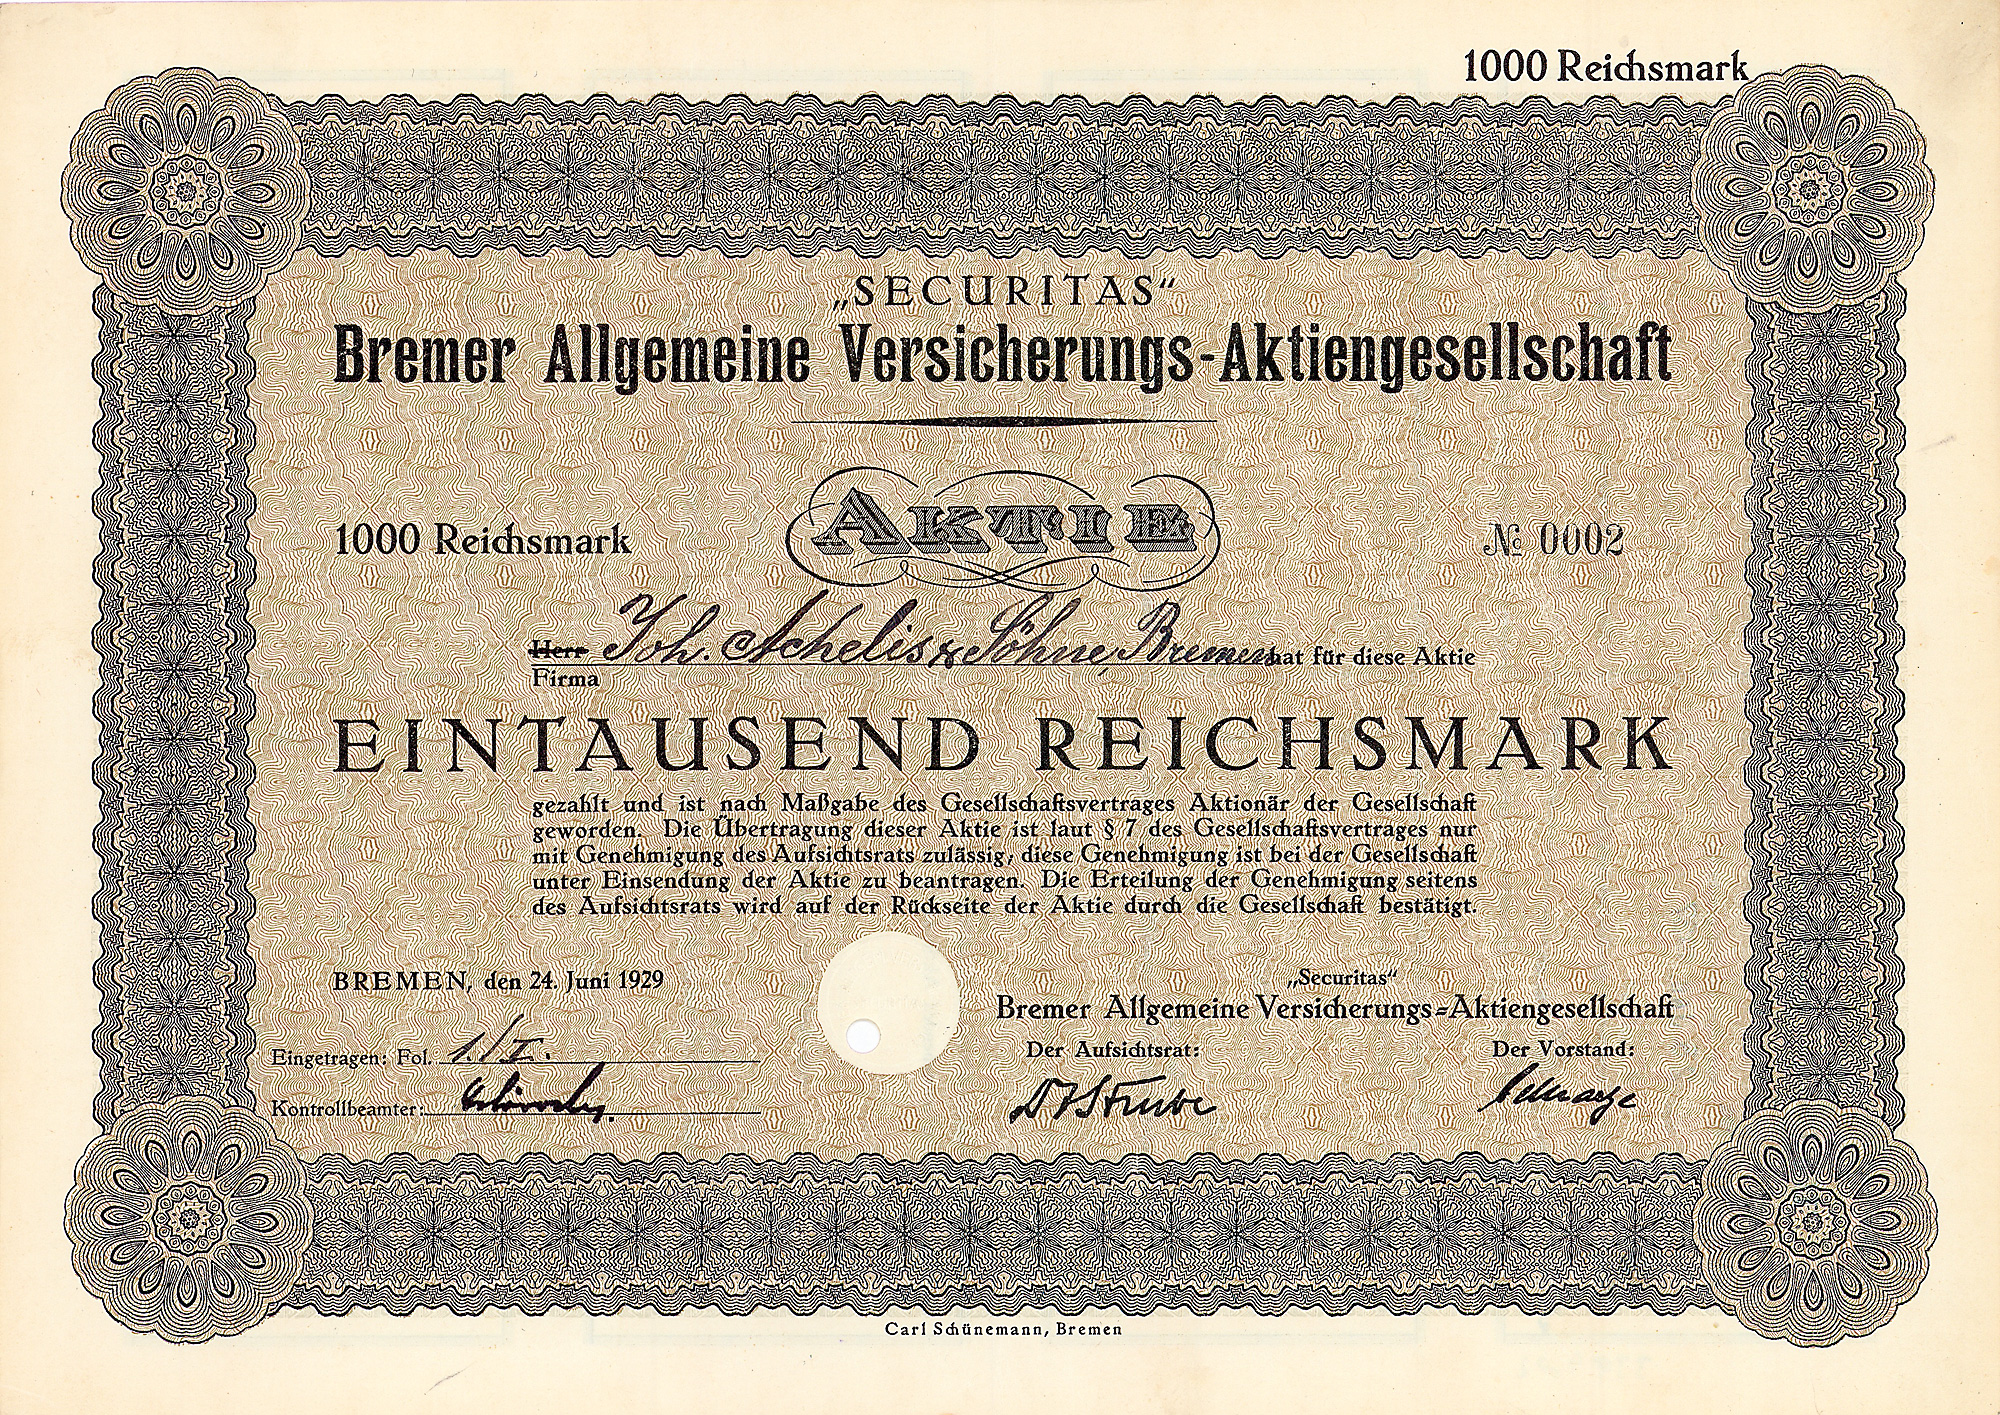 1000 Reichsmark
„SECURITAS“
Bremer Allgemeine Versicherungs-Aktiengesellschaft
AKTIE
1000 Reichsmark
№ 0002
Herr Joh. Achelis & Söhne, Bremen hat für diese Aktie
Firma
EINTAUSEND REICHSMARK
gezahlt und ist nach Maßgabe des Gesellschaftsvertrages Aktionär der Gesellschaft
geworden. Die Übertragung dieser Aktie ist laut § 7 des Gesellschaftsvertrages nur
mit Genehmigung des Aufsichtsrats zulässig, diese Genehmigung ist bei der Gesellschaft
unter Einsendung der Aktie zu beantragen. Die Erteilung der Genehmigung seitens
des Aufsichtsrats wird auf der Rückseite der Aktie durch die Gesellschaft bestätigt.
BREMEN, den 24. Juni 1929
„Securitas“
Bremer Allgemeine Versicherungs-Aktiengesellschaft
Eingetragen: Fol. 1./I.
Der Aufsichtsrat:
Der Vorstand:
Kontrollbeamter:
Dr Strube
Carl Schünemann, Bremen